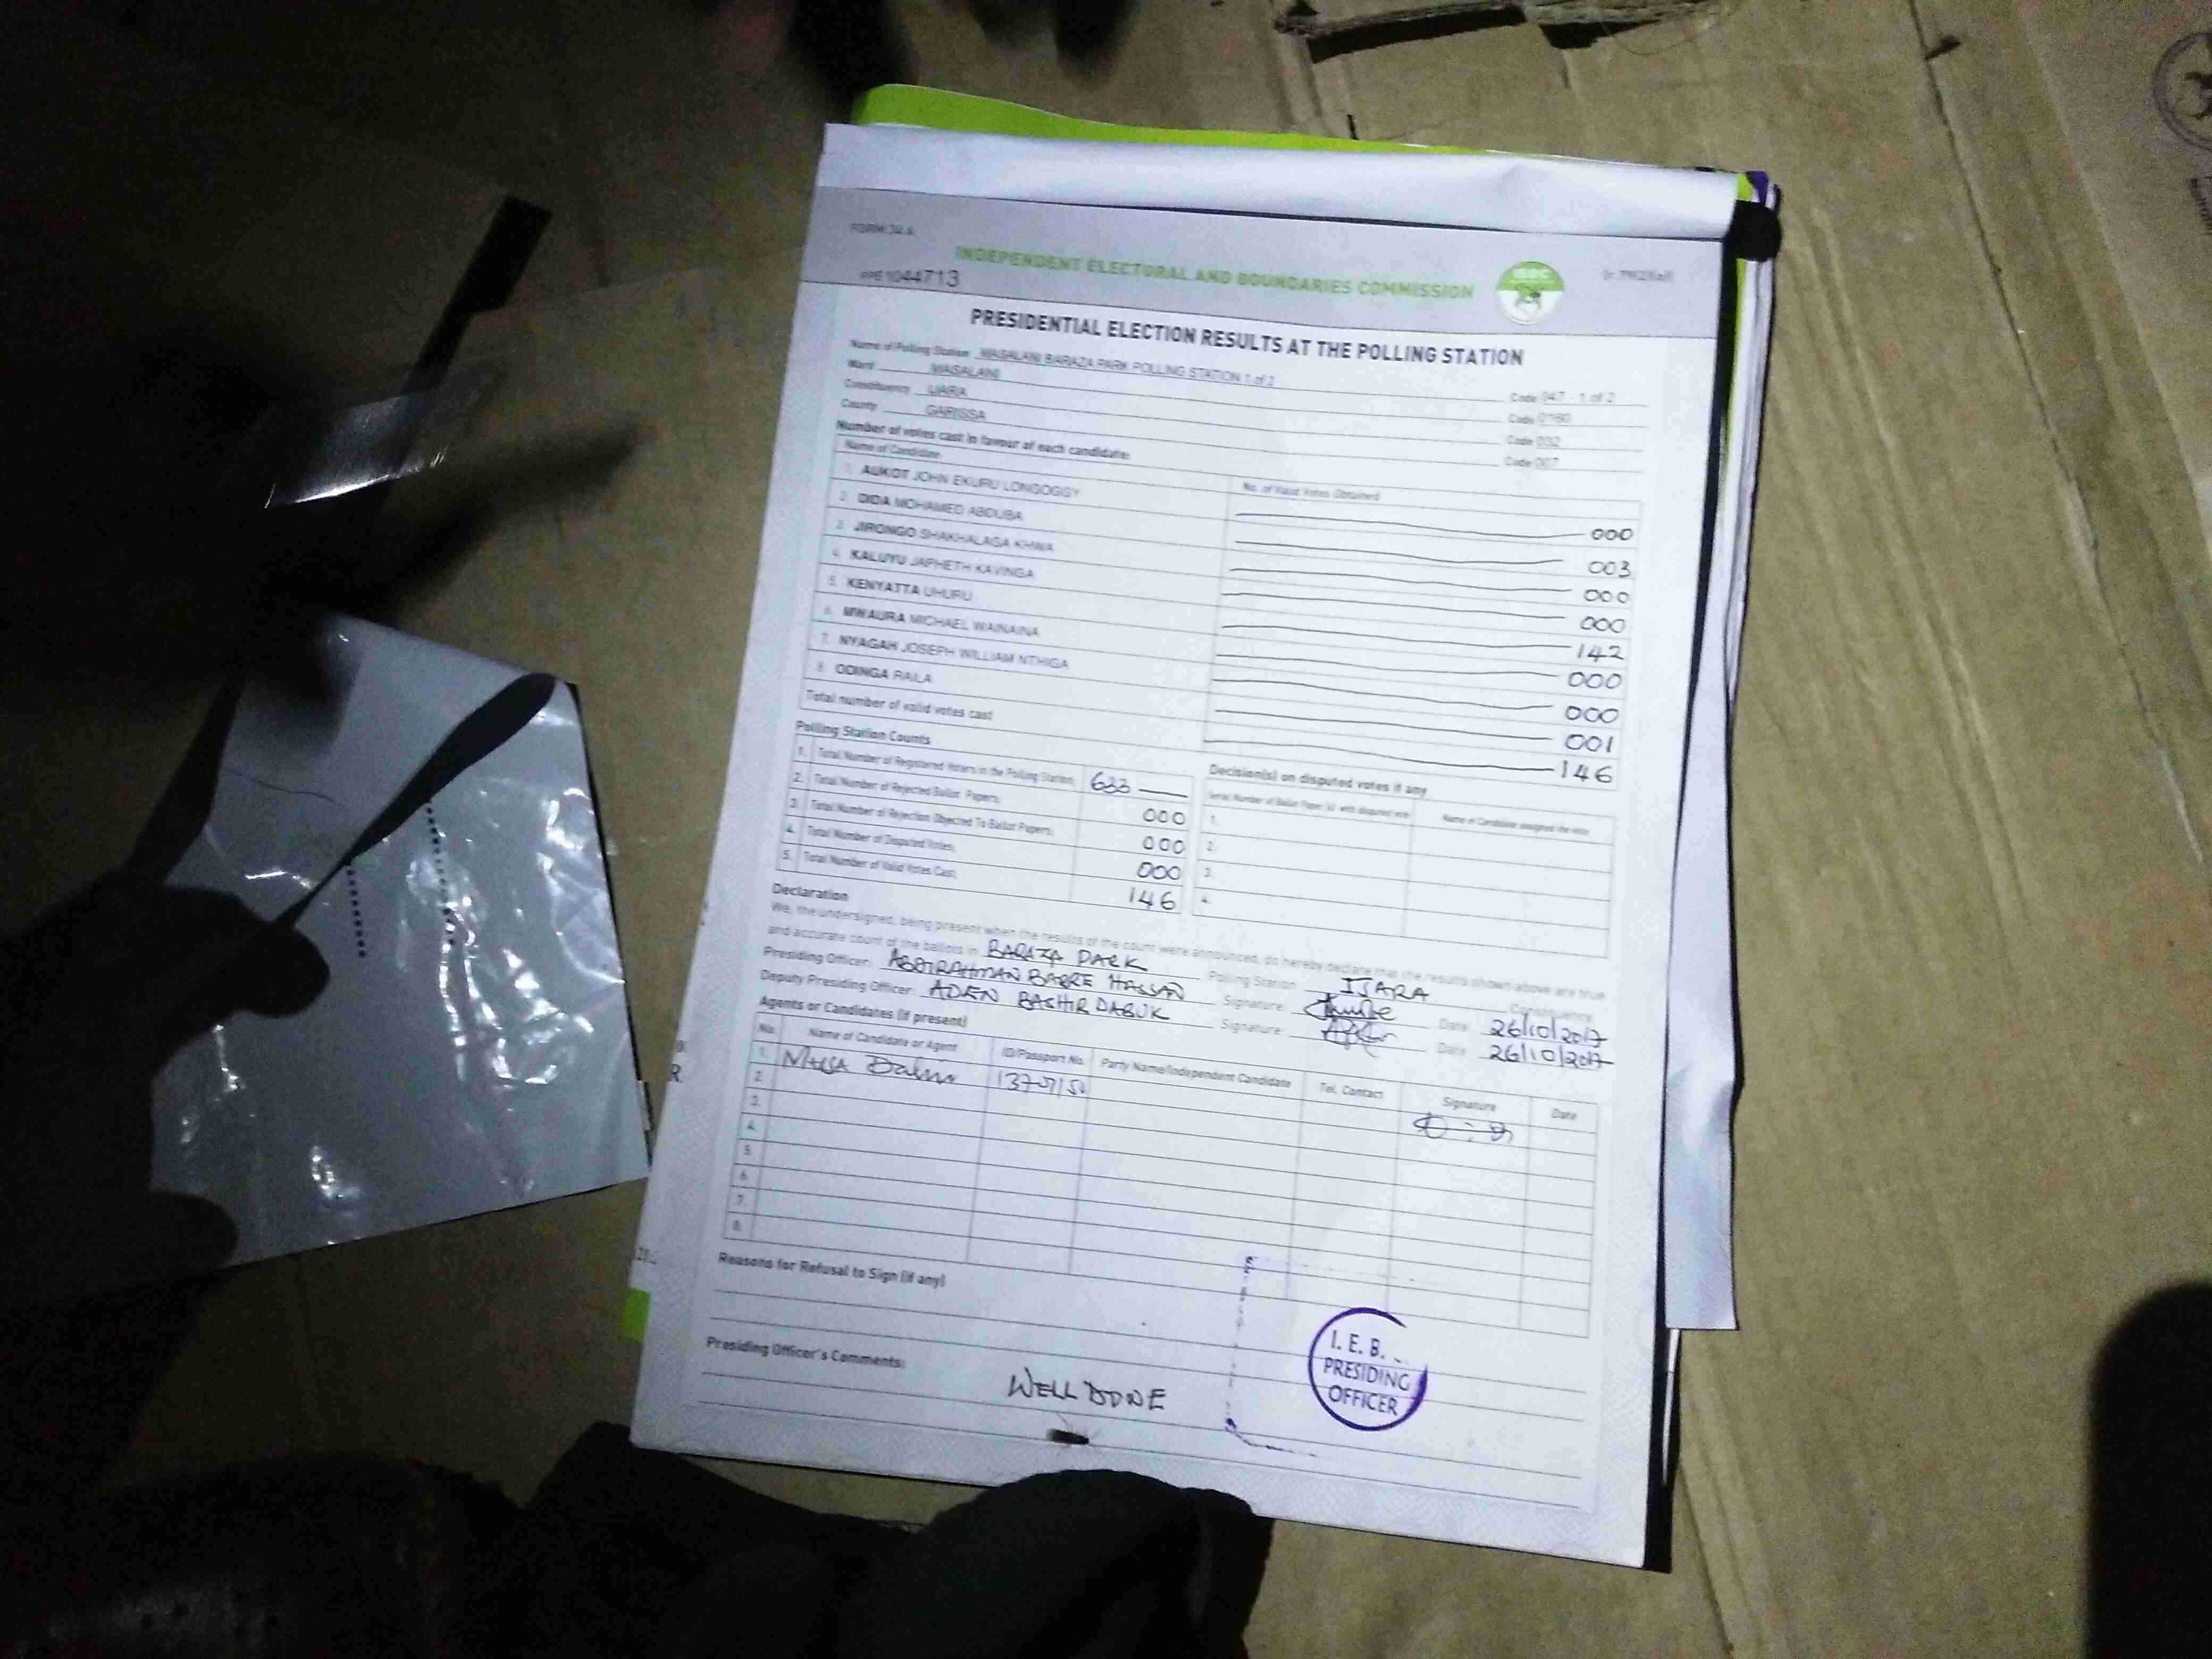 FORM 34 A
INDEPENDENT ELECTORAL AND BOUNDARIES COMMISSION
IEBC
1044713
PRESIDENTIAL ELECTION RESULTS AT THE POLLING STATION
Name of Polling Station MASALANI BARAZA PARK POLLING STATION 1 of 2 Code 047 - 1 of 2
Ward MASALANI Code 0160
Constituency IJARA Code 032
County GARISSA Code 007
Number of votes cast in favour of each candidate:
Name of Candidate No. of Valid Votes Obtained
1. AUKOT JOHN EKURU LONGOGGY 000
2. DIDA MOHAMED ABDUBA 003
3. JIRONGO SHAKHALAGA KHWA 000
4. KALUYU JAPHETH KAVINGA 000
5. KENYATTA UHURU 142
6. MWAURA MICHAEL WAINAINA 000
7. NYAGAH JOSEPH WILLIAM NTHIGA 000
8. ODINGA RAILA 001
Total number of valid votes cast 146
Polling Station Counts
1. Total Number of Registered Voters in the Polling Station; 633
2. Total Number of Rejected Ballot Papers; 000
3. Total Number of Rejection Objected To Ballot Papers; 000
4. Total Number of Disputed Votes; 000
5. Total Number of Valid Votes Cast; 146
Decision(s) on disputed votes if any
Serial Number of Ballot Paper (s) with disputed vote Name of Candidate assigned the vote
1.
2.
3.
4.
Declaration
We, the undersigned, being present when the results of the count were announced, do hereby declare that the results shown above are true
and accurate count of the ballots in BARAZA PARK Polling Station IJARA Constituency
Presiding Officer: ABDIRAHMAN BARRE HASSAN Signature: Date: 26/10/2017
Deputy Presiding Officer: ADEN BASHIR DABUK Signature: Date: 26/10/2017
Agents or Candidates (if present)
No. Name of Candidate or Agent ID/Passport No. Party Name/Independent Candidate Tel. Contact Signature Date
1.
2.
3.
4.
5.
6.
7.
8.
Reasons for Refusal to Sign (if any)
Presiding Officer's Comments:
WELL DONE
I. E. B.
PRESIDING
OFFICER